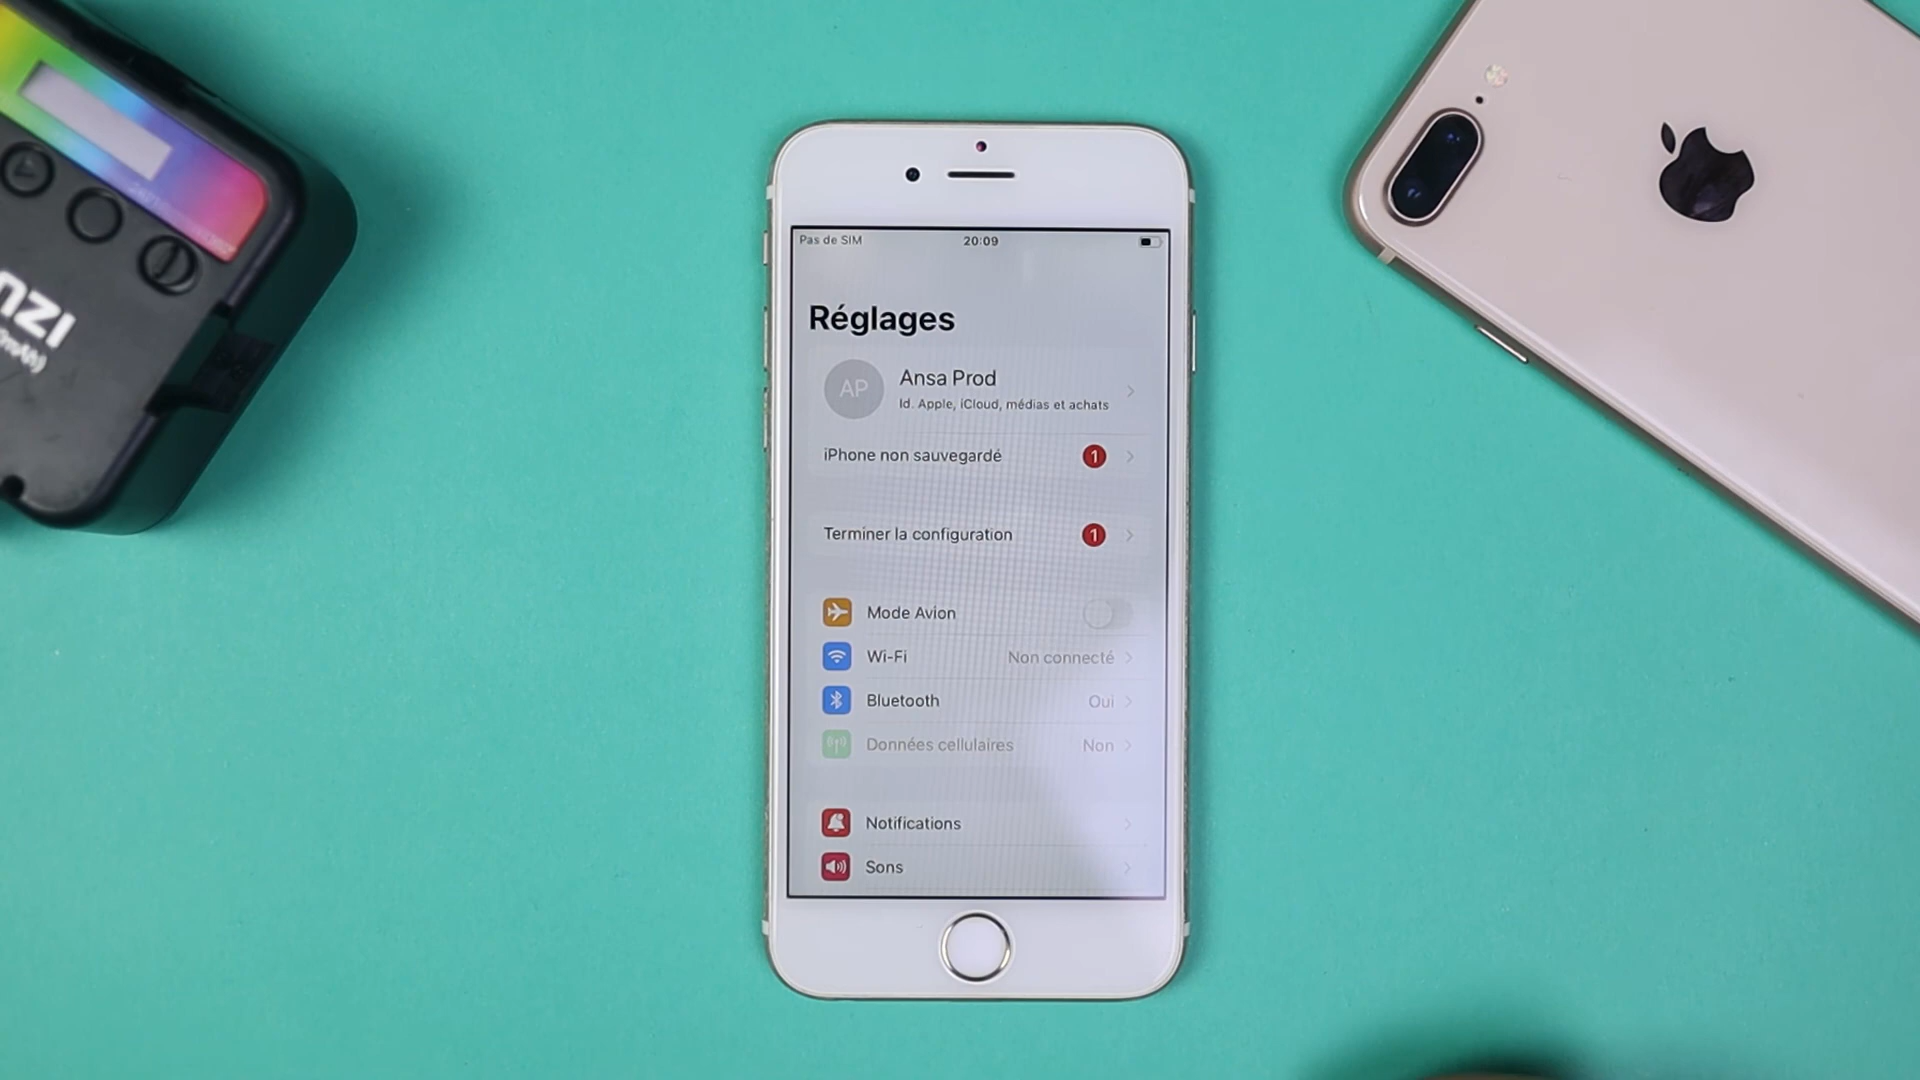 Pas de SIM 20:09
Réglages
AP
Ansa Prod
Id. Apple, iCloud, médias et achats
iPhone non sauvegardé 1
Terminer la configuration 1
Mode Avion
Wi-Fi Non connecté
Bluetooth Oui
Données cellulaires Non
Notifications
Sons